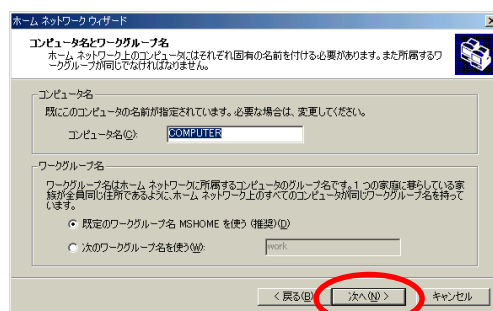 ホーム ネットワーク ウィザード
コンピュータ名とワークグループ名
ホーム ネットワーク上のコンピュータにはそれぞれ固有の名前を付ける必要があります。また所属するワ
ークグループが同じでなければなりません。
コンピュータ名
既にこのコンピュータの名前が指定されています。必要な場合は、変更してください。
コンピュータ名(C): COMPUTER
ワークグループ名
ワークグループ名はホーム ネットワークに所属するコンピュータのグループ名です。1 つの家庭に暮らしている家
族が全員同じ住所であるように、ホーム ネットワーク上のすべてのコンピュータが同じワークグループ名を持って
います。
既定のワークグループ名 MSHOME を使う (推奨)(D)
次のワークグループ名を使う(W): work
< 戻る(B) 次へ(N) > キャンセル